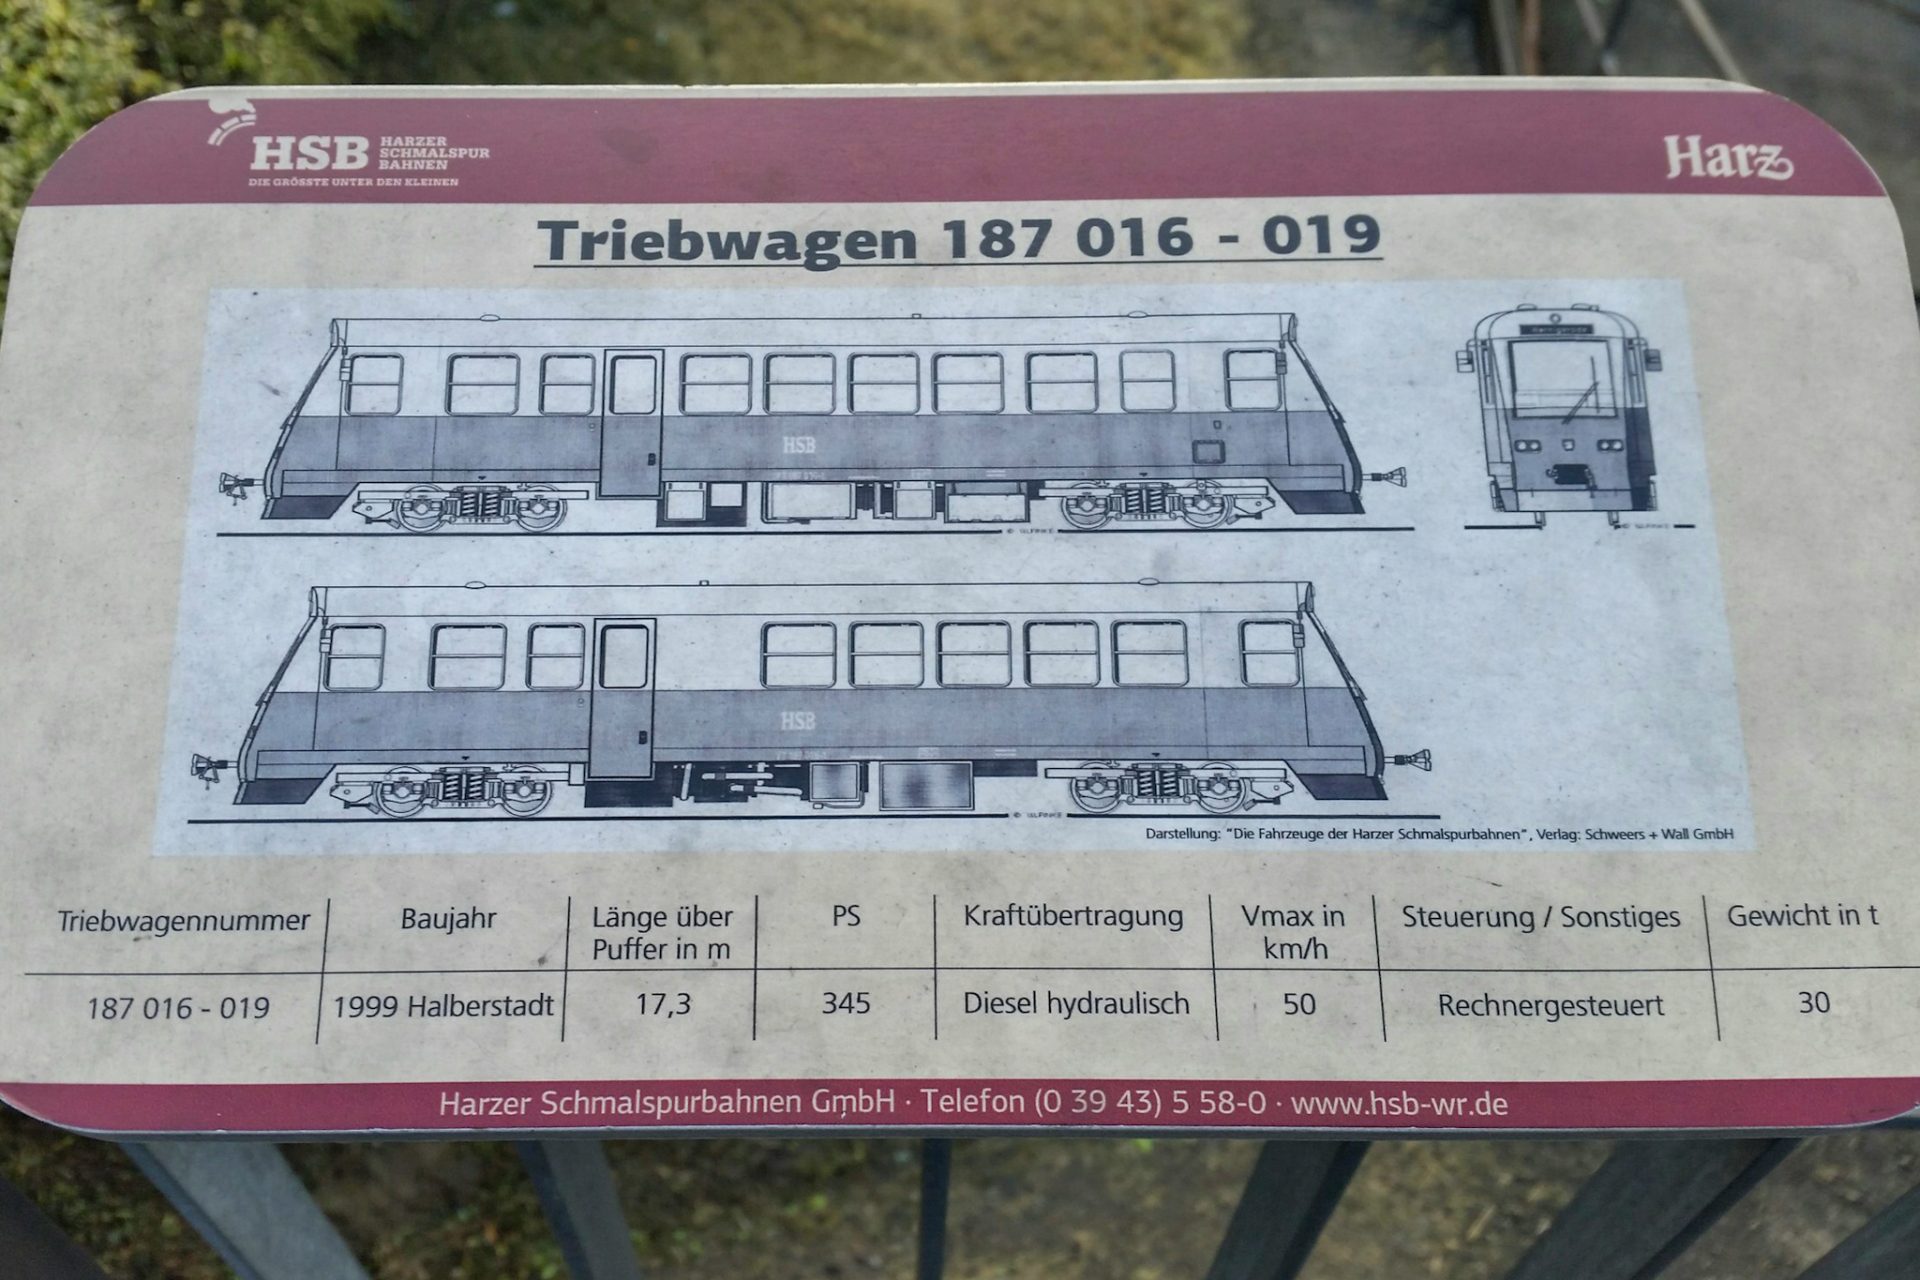 HSB HARZER
SCHMALSPUR
BAHNEN
DIE GRÖSSTE UNTER DEN KLEINEN
Harz
Triebwagen 187 016 - 019
HSB
HSB
Darstellung: "Die Fahrzeuge der Harzer Schmalspurbahnen", Verlag: Schweers + Wall GmbH
Triebwagennummer Baujahr Länge über PS Kraftübertragung Vmax in Steuerung / Sonstiges Gewicht in t
Puffer in m km/h
187 016 - 019 1999 Halberstadt 17,3 345 Diesel hydraulisch 50 Rechnergesteuert 30
Harzer Schmalspurbahnen GmbH · Telefon (0 39 43) 5 58-0 · www.hsb-wr.de